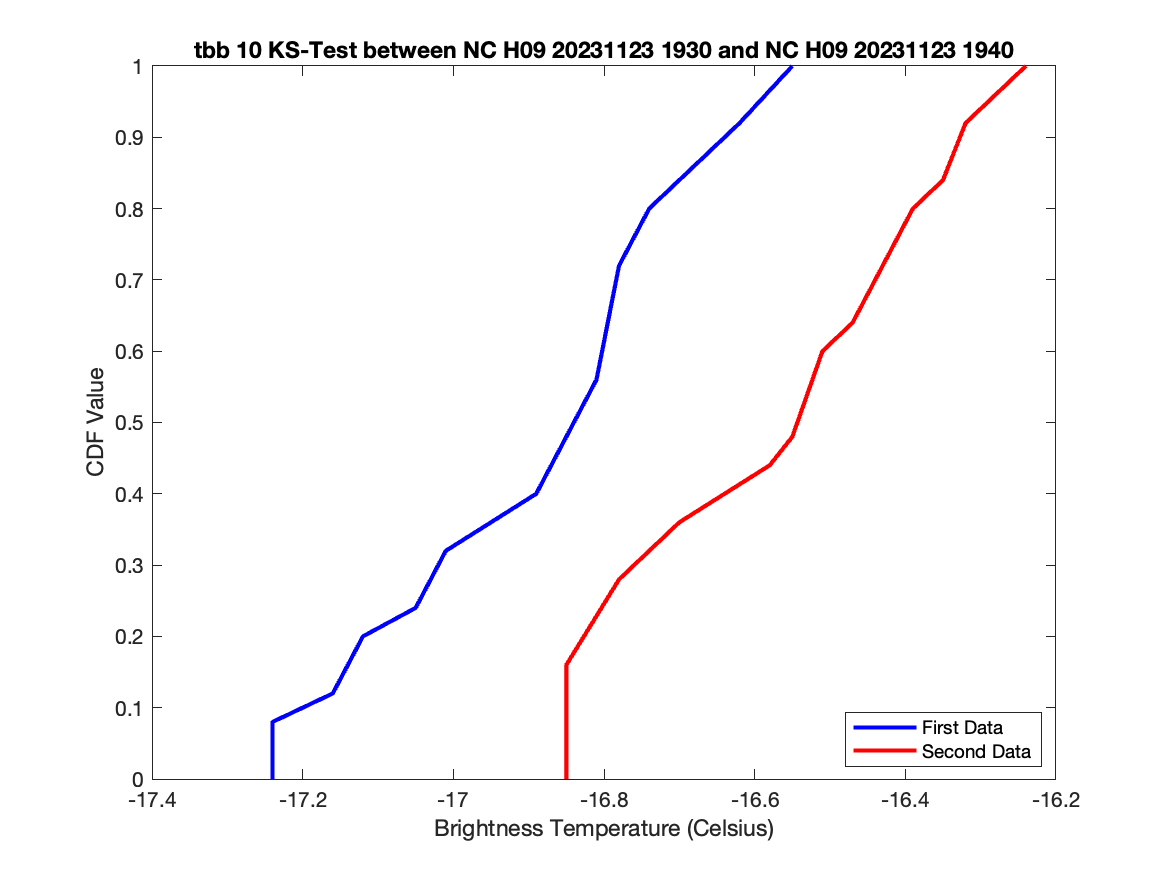 tbb 10 KS-Test between NC H09 20231123 1930 and NC H09 20231123 1940
1
0.9
0.8
0.7
0.6
0.5
0.4
0.3
0.2
0.1
0
CDF Value
First Data
Second Data
-17.4 -17.2 -17 -16.8 -16.6 -16.4 -16.2
Brightness Temperature (Celsius)